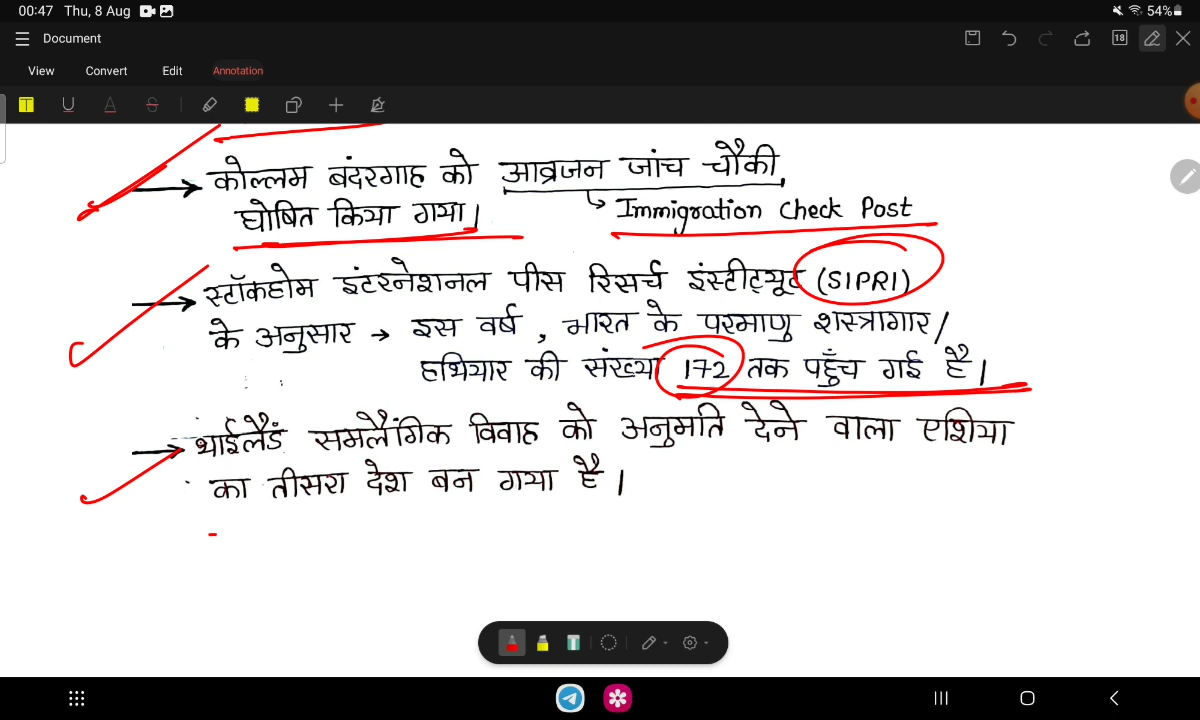 00:47 Thu, 8 Aug 54%
Document 18
View Convert Edit Annotation
T U A S
कोल्लम बंदरगाह को आव्रजन जांच चौकी,
घोषित किया गया। Immigration Check Post
स्टॉकहोम इंटरनेशनल पीस रिसर्च इंस्टीट्यूट (SIPRI)
के अनुसार → इस वर्ष, भारत के परमाणु शस्त्रागार/
हथियार की संख्या 172 तक पहुँच गई है।
थाईलैंड समलैंगिक विवाह को अनुमति देने वाला एशिया
का तीसरा देश बन गया है।